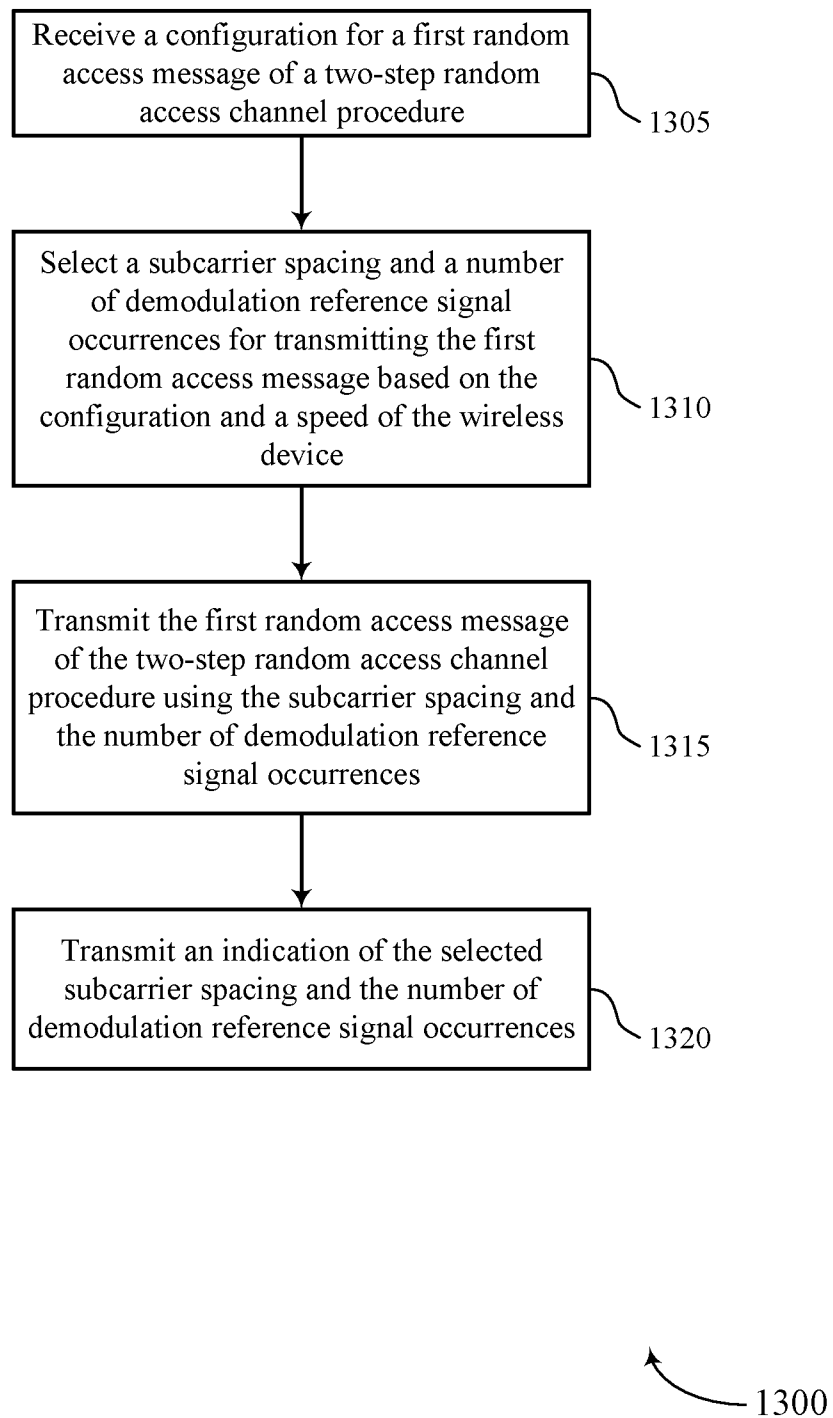 Receive a configuration for a first random
access message of a two-step random
access channel procedure
1305
Select a subcarrier spacing and a number
of demodulation reference signal
occurrences for transmitting the first
random access message based on the
configuration and a speed of the wireless
device
1310
Transmit the first random access message
of the two-step random access channel
procedure using the subcarrier spacing and
the number of demodulation reference
signal occurrences
1315
Transmit an indication of the selected
subcarrier spacing and the number of
demodulation reference signal occurrences
1320
1300